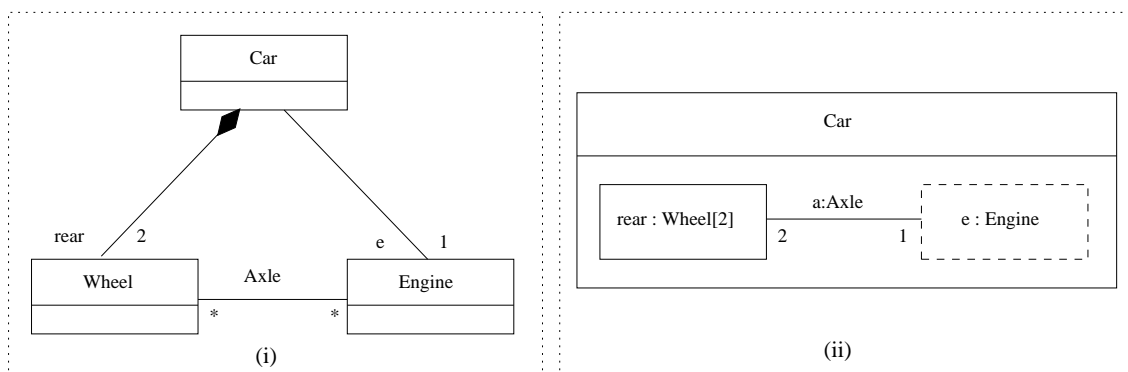 Car
rear
2
e
1
Wheel
Axle
Engine
*
*
(i)
Car
rear : Wheel[2]
a:Axle
e : Engine
2
1
(ii)